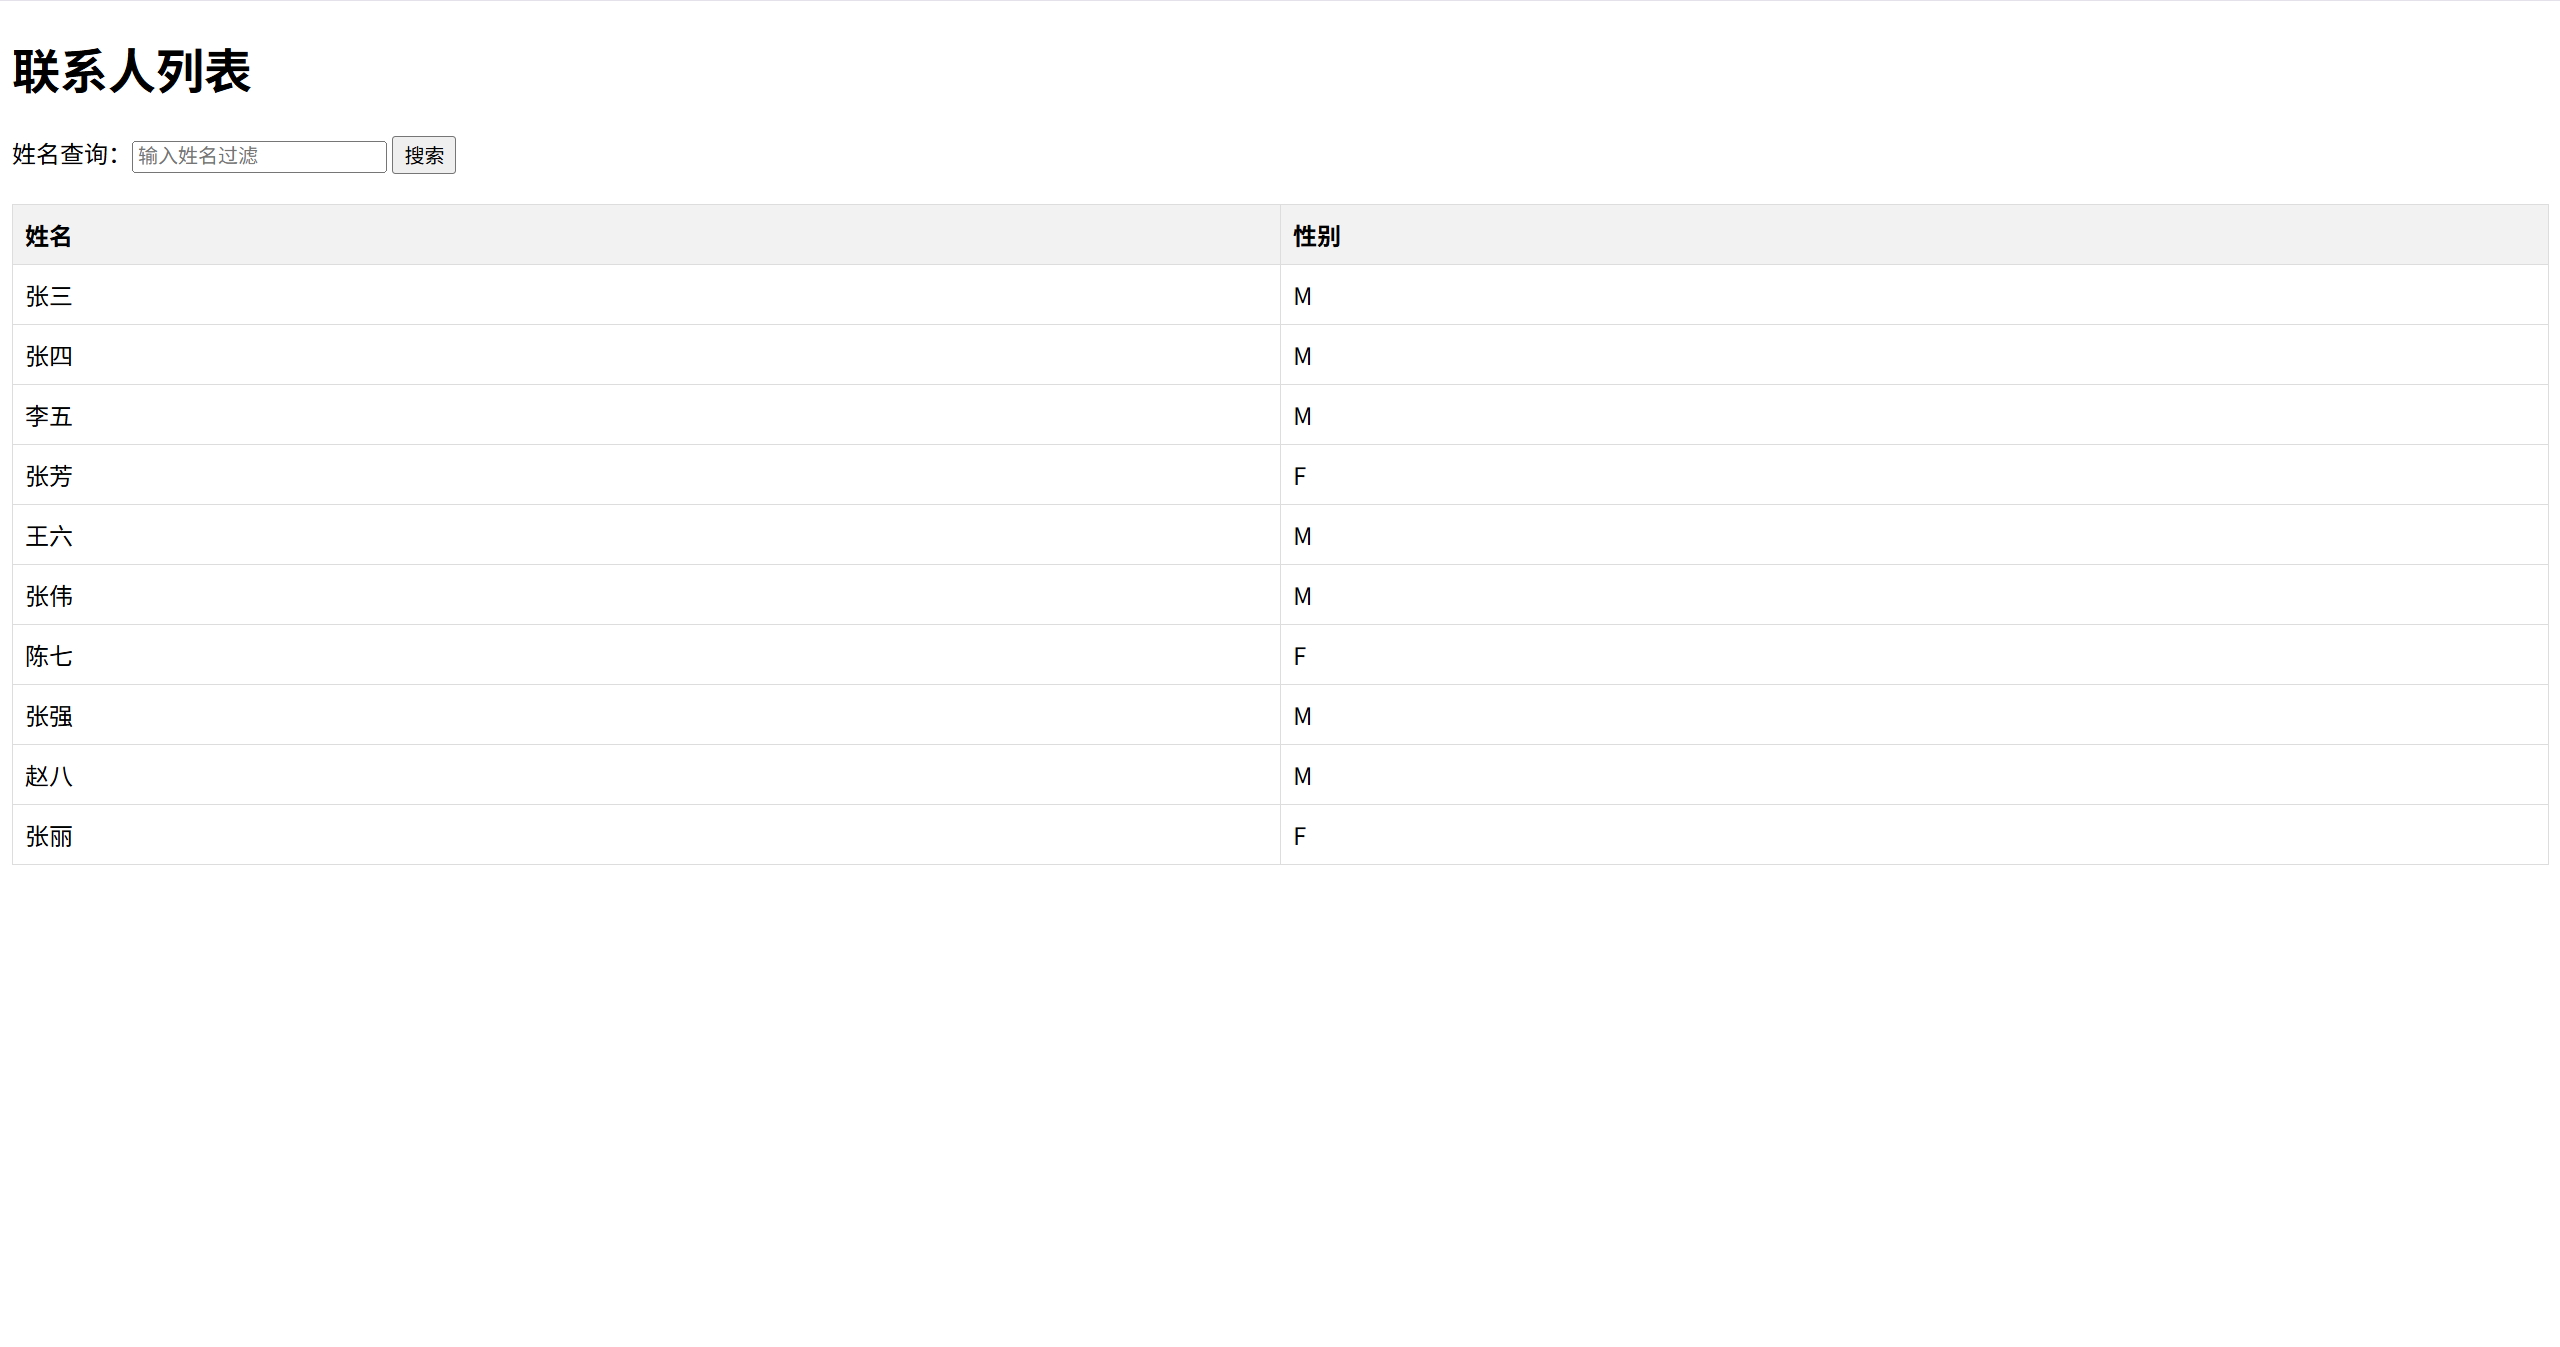 联系人列表
姓名查询： 输入姓名过滤 搜索
姓名 性别
张三 M
张四 M
李五 M
张芳 F
王六 M
张伟 M
陈七 F
张强 M
赵八 M
张丽 F